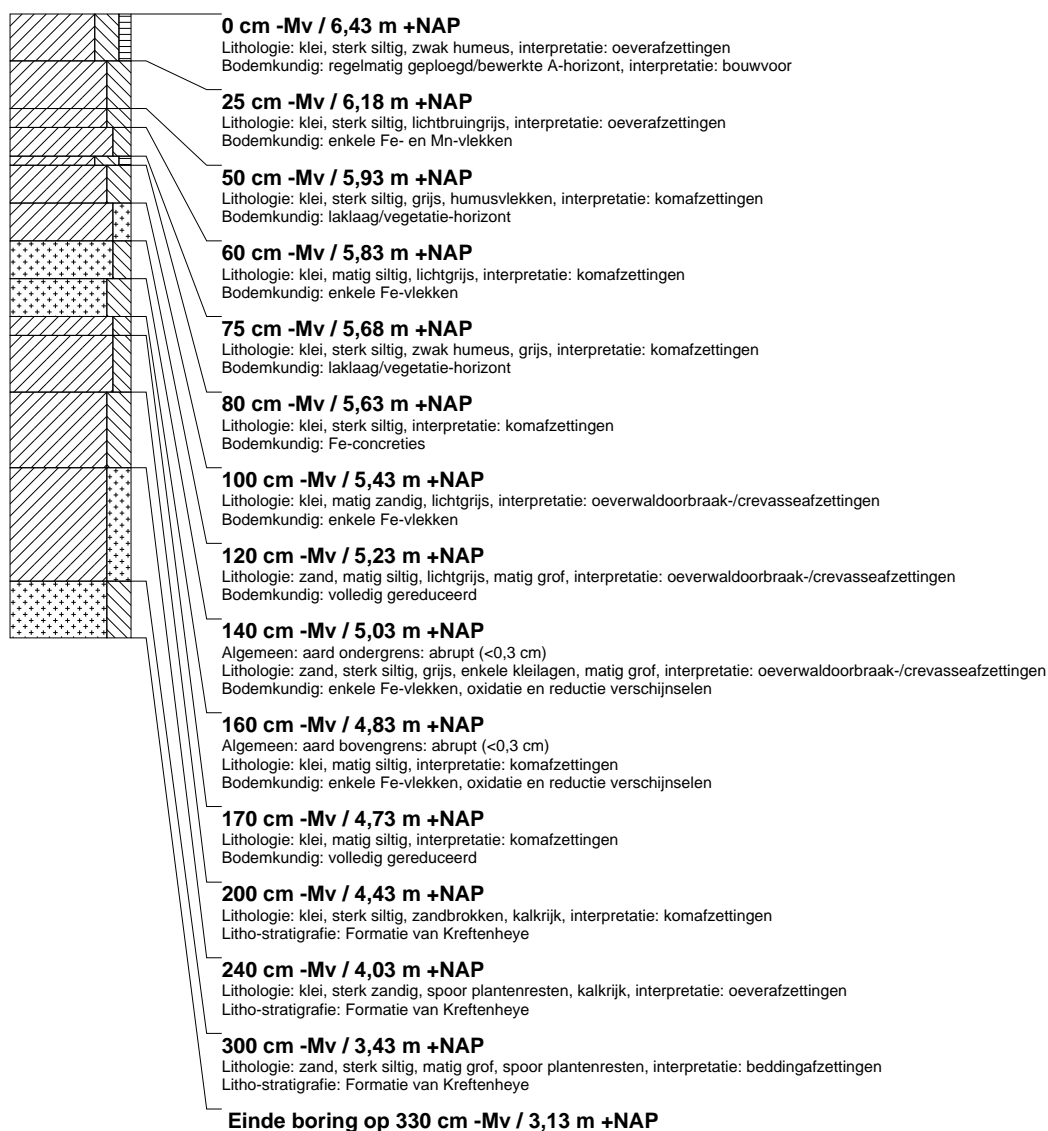 0 cm -Mv / 6,43 m +NAP
Lithologie: klei, sterk siltig, zwak humeus, interpretatie: oeverafzettingen
Bodemkundig: regelmatig geploegd/bewerkte A-horizont, interpretatie: bouwvoor
25 cm -Mv / 6,18 m +NAP
Lithologie: klei, sterk siltig, lichtbruingrijs, interpretatie: oeverafzettingen
Bodemkundig: enkele Fe- en Mn-vlekken
50 cm -Mv / 5,93 m +NAP
Lithologie: klei, sterk siltig, grijs, humusvlekken, interpretatie: komafzettingen
Bodemkundig: laklaag/vegetatie-horizont
60 cm -Mv / 5,83 m +NAP
Lithologie: klei, matig siltig, lichtgrijs, interpretatie: komafzettingen
Bodemkundig: enkele Fe-vlekken
75 cm -Mv / 5,68 m +NAP
Lithologie: klei, sterk siltig, zwak humeus, grijs, interpretatie: komafzettingen
Bodemkundig: laklaag/vegetatie-horizont
80 cm -Mv / 5,63 m +NAP
Lithologie: klei, sterk siltig, interpretatie: komafzettingen
Bodemkundig: Fe-concreties
100 cm -Mv / 5,43 m +NAP
Lithologie: klei, matig zandig, lichtgrijs, interpretatie: oeverwaldoorbraak-/crevasseafzettingen
Bodemkundig: enkele Fe-vlekken
120 cm -Mv / 5,23 m +NAP
Lithologie: zand, matig siltig, lichtgrijs, matig grof, interpretatie: oeverwaldoorbraak-/crevasseafzettingen
Bodemkundig: volledig gereduceerd
140 cm -Mv / 5,03 m +NAP
Algemeen: aard ondergrens: abrupt (<0,3 cm)
Lithologie: zand, sterk siltig, grijs, enkele kleilagen, matig grof, interpretatie: oeverwaldoorbraak-/crevasseafzettingen
Bodemkundig: enkele Fe-vlekken, oxidatie en reductie verschijnselen
160 cm -Mv / 4,83 m +NAP
Algemeen: aard bovengrens: abrupt (<0,3 cm)
Lithologie: klei, matig siltig, interpretatie: komafzettingen
Bodemkundig: enkele Fe-vlekken, oxidatie en reductie verschijnselen
170 cm -Mv / 4,73 m +NAP
Lithologie: klei, matig siltig, interpretatie: komafzettingen
Bodemkundig: volledig gereduceerd
200 cm -Mv / 4,43 m +NAP
Lithologie: klei, sterk siltig, zandbrokken, kalkrijk, interpretatie: komafzettingen
Litho-stratigrafie: Formatie van Kreftenheye
240 cm -Mv / 4,03 m +NAP
Lithologie: klei, sterk zandig, spoor plantenresten, kalkrijk, interpretatie: oeverafzettingen
Litho-stratigrafie: Formatie van Kreftenheye
300 cm -Mv / 3,43 m +NAP
Lithologie: zand, sterk siltig, matig grof, spoor plantenresten, interpretatie: beddingafzettingen
Litho-stratigrafie: Formatie van Kreftenheye
Einde boring op 330 cm -Mv / 3,13 m +NAP